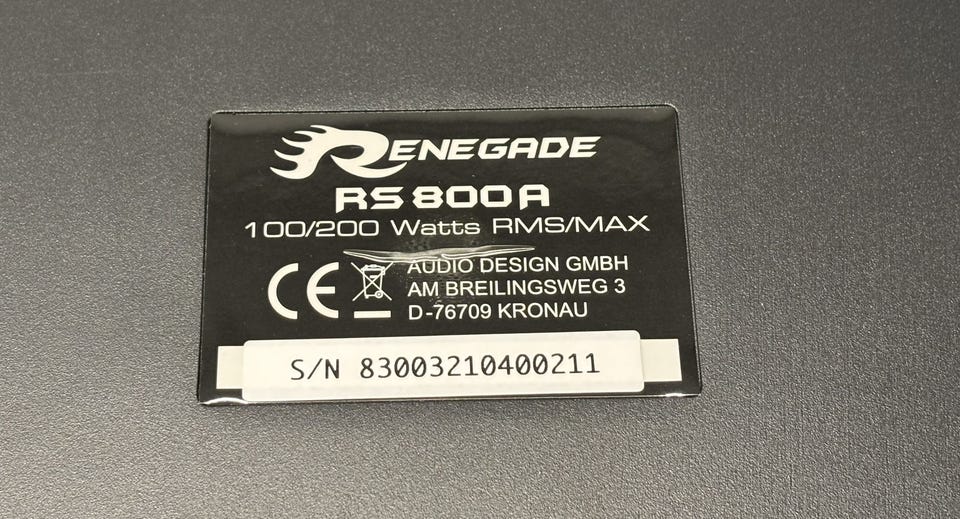 RENEGADE
RS 800A
100/200 Watts RMS/MAX
CE
AUDIO DESIGN GMBH
AM BREILINGSWEG 3
D-76709 KRONAU
S/N 83003210400211